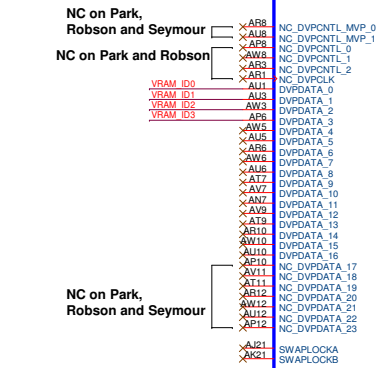 NC on Park,
Robson and Seymour
NC on Park and Robson
AR8 NC_DVPCNTL_MVP_0
AU8 NC_DVPCNTL_MVP_1
AP8 NC_DVPCNTL_0
AW8 NC_DVPCNTL_1
AR3 NC_DVPCNTL_2
AR1 NC_DVPCLK
VRAM_ID0 AU1 DVPDATA_0
VRAM_ID1 AU3 DVPDATA_1
VRAM_ID2 AW3 DVPDATA_2
VRAM_ID3 AP6 DVPDATA_3
AW5 DVPDATA_4
AU5 DVPDATA_5
AR6 DVPDATA_6
AW6 DVPDATA_7
AU6 DVPDATA_8
AT7 DVPDATA_9
AV7 DVPDATA_10
AN7 DVPDATA_11
AV9 DVPDATA_12
AT9 DVPDATA_13
AR10 DVPDATA_14
AW10 DVPDATA_15
AU10 DVPDATA_16
AP10 NC_DVPDATA_17
AV11 NC_DVPDATA_18
AT11 NC_DVPDATA_19
NC on Park,
Robson and Seymour
AR12 NC_DVPDATA_20
AW12 NC_DVPDATA_21
AU12 NC_DVPDATA_22
AP12 NC_DVPDATA_23
AJ21 SWAPLOCKA
AK21 SWAPLOCKB